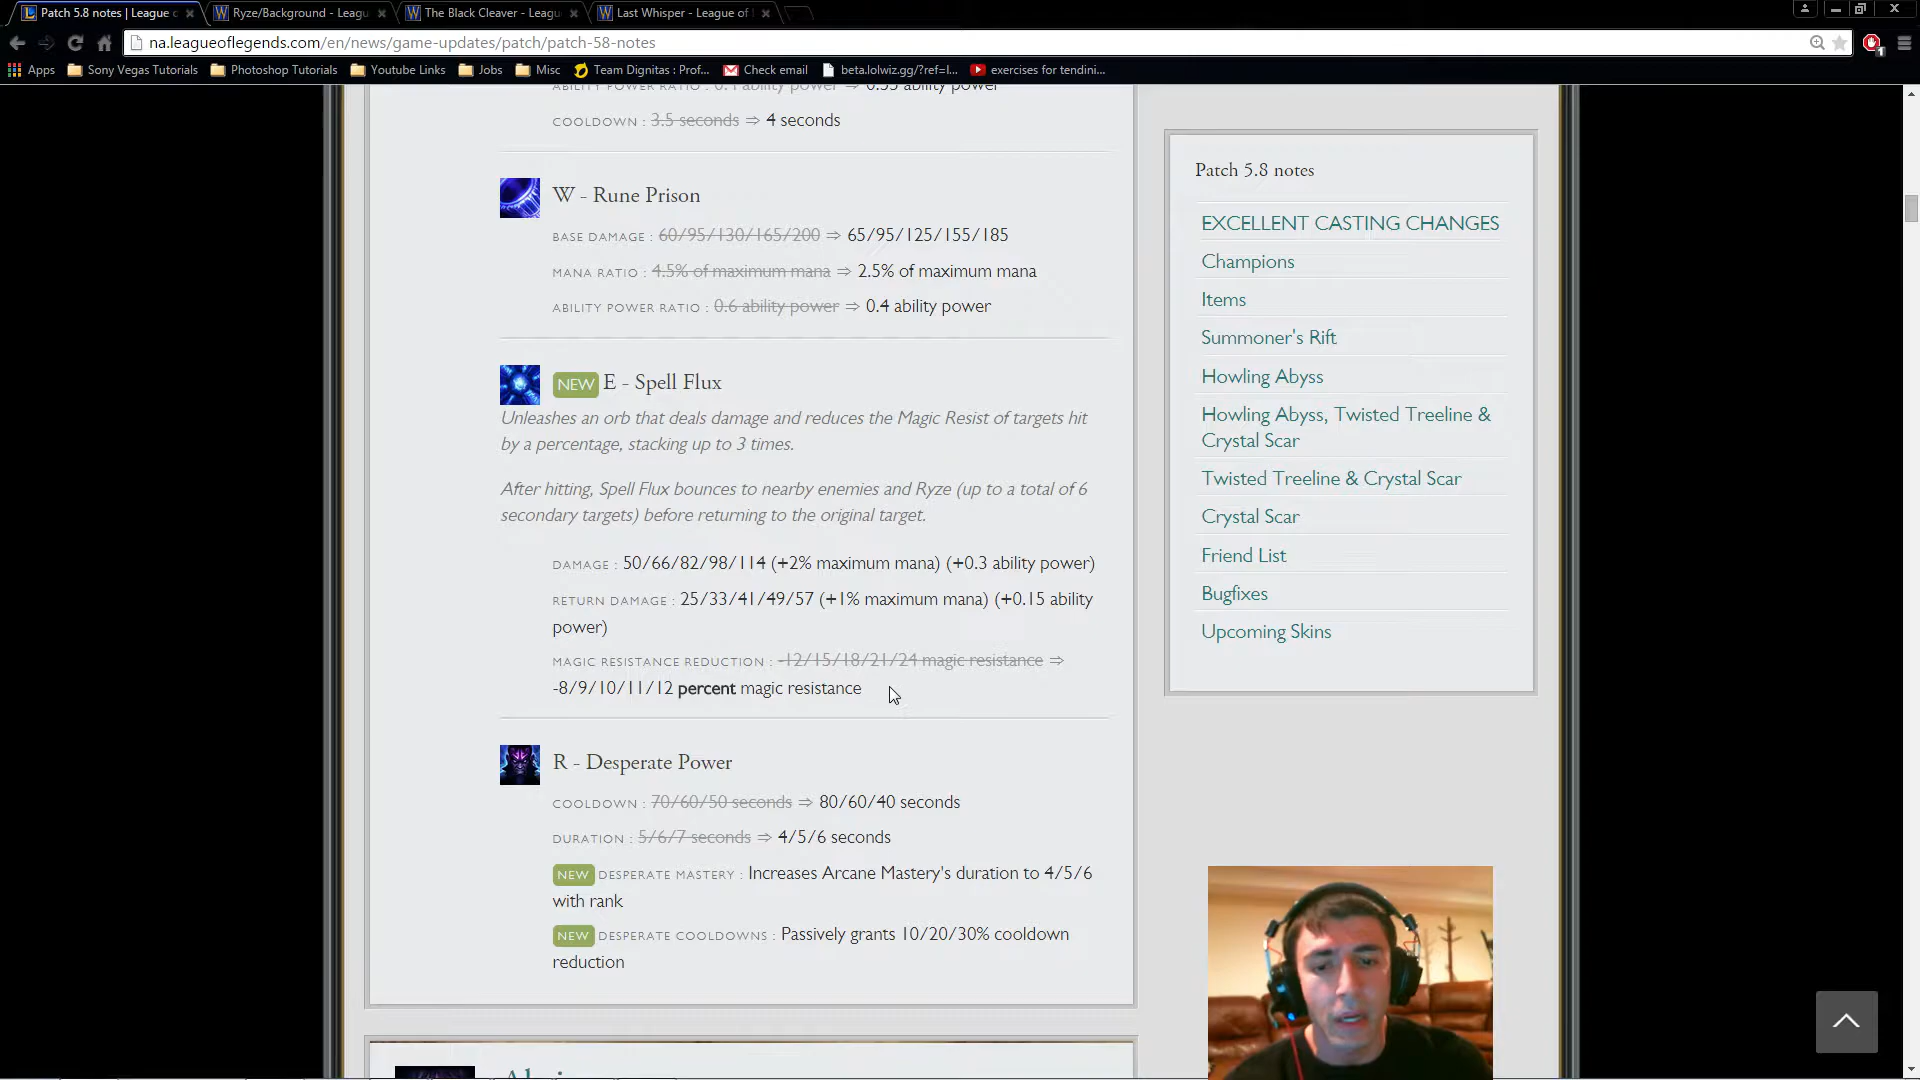 Patch 5.8 notes | League c
Ryze/Background - Leagu
The Black Cleaver - Leagu
Last Whisper - League of
na.leagueoflegends.com/en/news/game-updates/patch/patch-58-notes
1
Apps
Sony Vegas Tutorials
Photoshop Tutorials
Youtube Links
Jobs
Misc
Team Dignitas : Prof...
Check email
beta.lolwiz.gg/?ref=l...
exercises for tendini...
ABILITY POWER RATIO : 0.4 ability power ⇒ 0.55 ability power
COOLDOWN : 3.5 seconds ⇒ 4 seconds
W - Rune Prison
BASE DAMAGE : 60/95/130/165/200 ⇒ 65/95/125/155/185
MANA RATIO : 4.5% of maximum mana ⇒ 2.5% of maximum mana
ABILITY POWER RATIO : 0.6 ability power ⇒ 0.4 ability power
NEW E - Spell Flux
Unleashes an orb that deals damage and reduces the Magic Resist of targets hit
by a percentage, stacking up to 3 times.
After hitting, Spell Flux bounces to nearby enemies and Ryze (up to a total of 6
secondary targets) before returning to the original target.
DAMAGE : 50/66/82/98/114 (+2% maximum mana) (+0.3 ability power)
RETURN DAMAGE : 25/33/41/49/57 (+1% maximum mana) (+0.15 ability
power)
MAGIC RESISTANCE REDUCTION : -12/15/18/21/24 magic resistance ⇒
-8/9/10/11/12 percent magic resistance
R - Desperate Power
COOLDOWN : 70/60/50 seconds ⇒ 80/60/40 seconds
DURATION : 5/6/7 seconds ⇒ 4/5/6 seconds
NEW DESPERATE MASTERY : Increases Arcane Mastery's duration to 4/5/6
with rank
NEW DESPERATE COOLDOWNS : Passively grants 10/20/30% cooldown
reduction
Patch 5.8 notes
EXCELLENT CASTING CHANGES
Champions
Items
Summoner's Rift
Howling Abyss
Howling Abyss, Twisted Treeline &
Crystal Scar
Twisted Treeline & Crystal Scar
Crystal Scar
Friend List
Bugfixes
Upcoming Skins